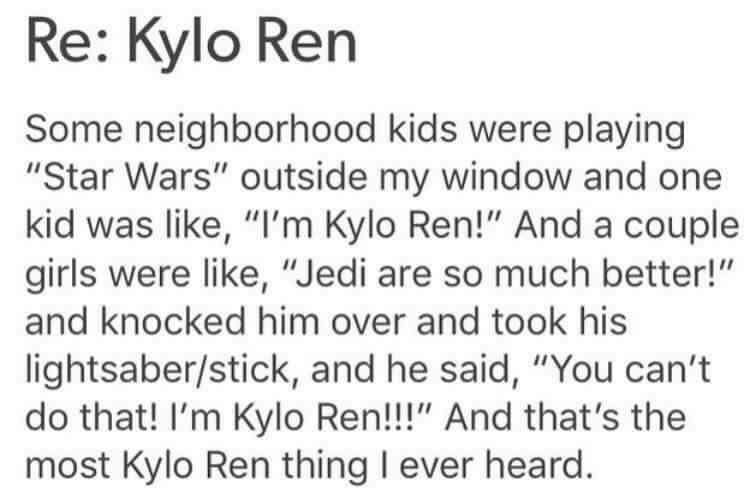 Re: Kylo Ren
Some neighborhood kids were playing
“Star Wars” outside my window and one
kid was like, “I’m Kylo Ren!” And a couple
girls were like, “Jedi are so much better!”
and knocked him over and took his
lightsaber/stick, and he said, “You can’t
do that! I’m Kylo Ren!!!” And that’s the
most Kylo Ren thing I ever heard.